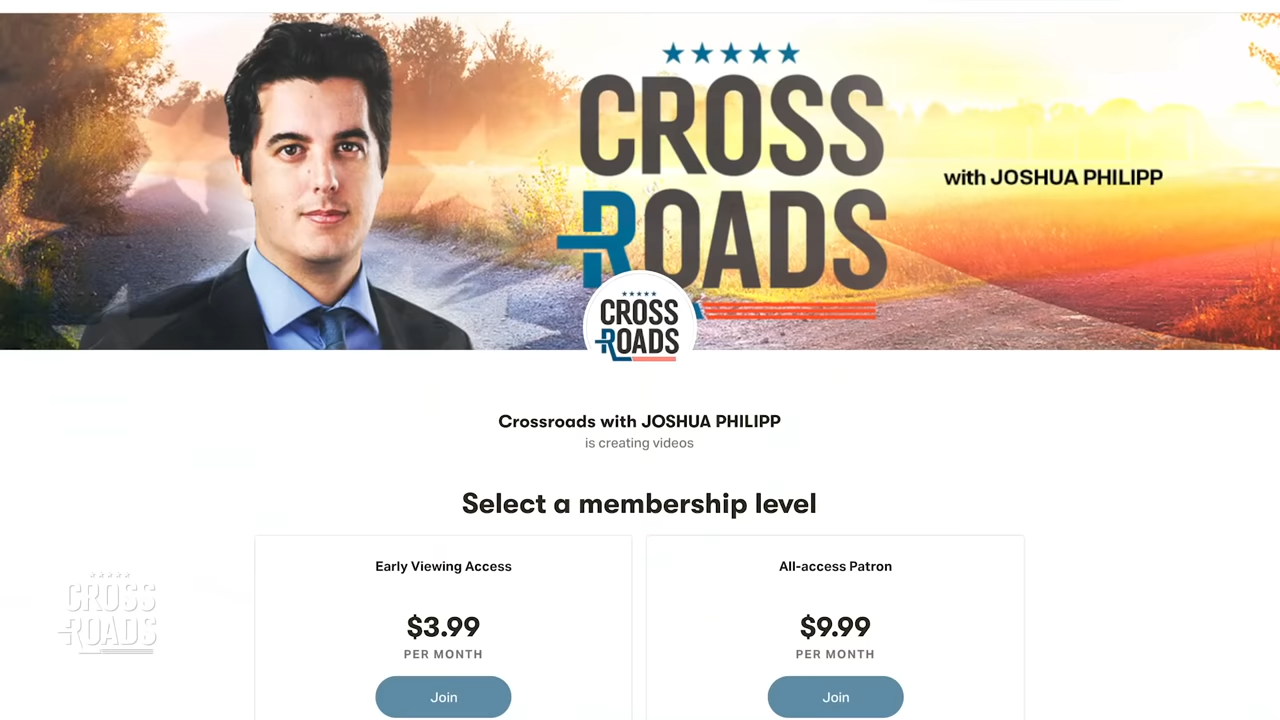 CROSS
ROADS
with JOSHUA PHILIPP
CROSS
ROADS
Crossroads with JOSHUA PHILIPP
is creating videos
Select a membership level
Early Viewing Access
All-access Patron
$3.99
$9.99
PER MONTH
PER MONTH
Join
Join
CROSS
ROADS